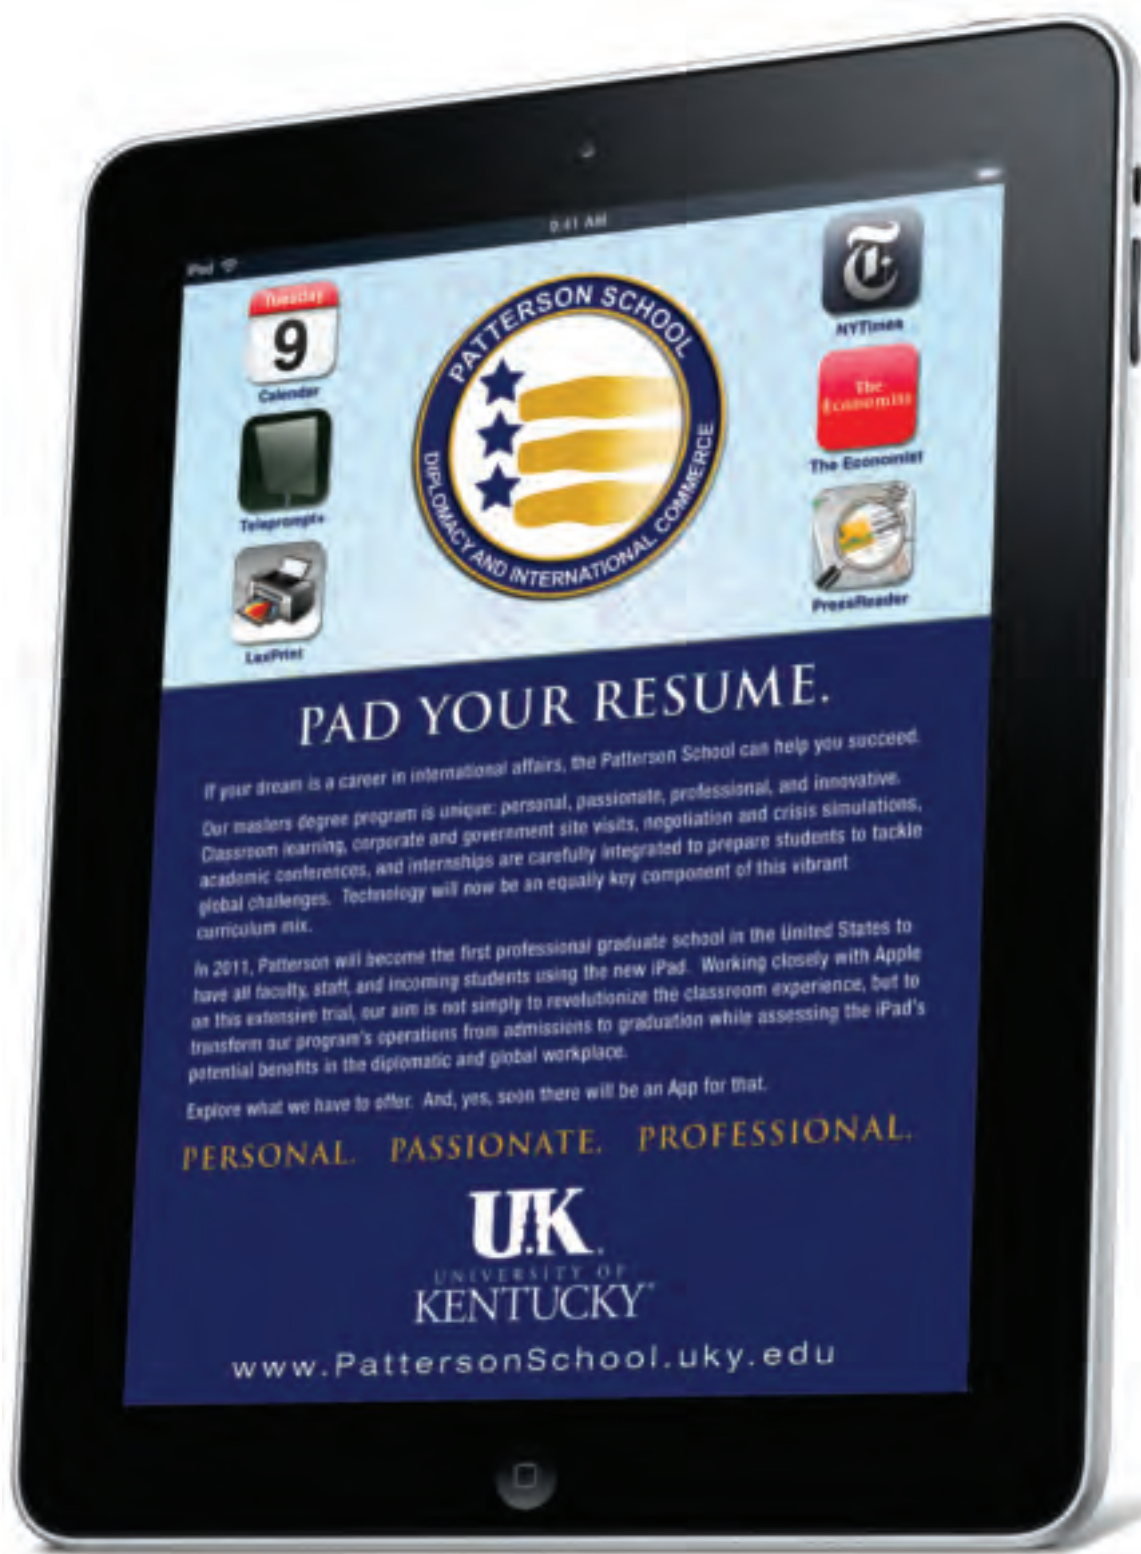 iPad
9:41 AM
Tuesday
9
Calendar
Teleprompt+
LexPrint
PATTERSON SCHOOL
DIPLOMACY AND INTERNATIONAL COMMERCE
NYTimes
The
Economist
The Economist
PressReader
PAD YOUR RESUME.
If your dream is a career in international affairs, the Patterson School can help you succeed.
Our masters degree program is unique: personal, passionate, professional, and innovative.
Classroom learning, corporate and government site visits, negotiation and crisis simulations,
academic conferences, and internships are carefully integrated to prepare students to tackle
global challenges. Technology will now be an equally key component of this vibrant
curriculum mix.
In 2011, Patterson will become the first professional graduate school in the United States to
have all faculty, staff, and incoming students using the new iPad. Working closely with Apple
on this extensive trial, our aim is not simply to revolutionize the classroom experience, but to
transform our program's operations from admissions to graduation while assessing the iPad's
potential benefits in the diplomatic and global workplace.
Explore what we have to offer. And, yes, soon there will be an App for that.
PERSONAL. PASSIONATE. PROFESSIONAL.
UK
UNIVERSITY OF
KENTUCKY™
www.PattersonSchool.uky.edu